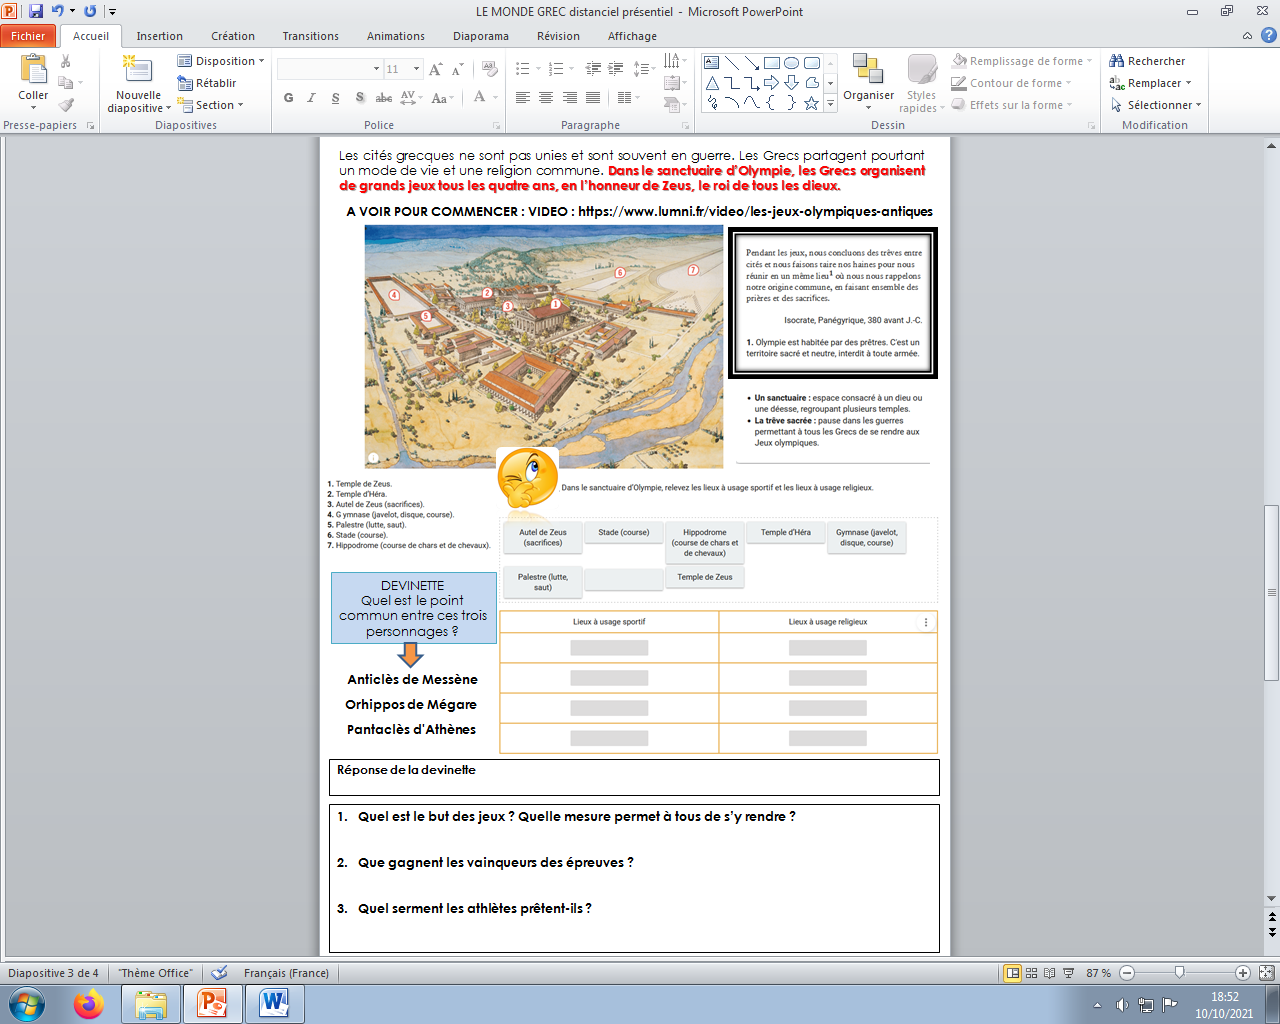 LE MONDE GREC distanciel présentiel - Microsoft PowerPoint
Fichier Accueil Insertion Création Transitions Animations Diaporama Révision Affichage
Coller
Presse-papiers
Nouvelle diapositive
Disposition
Rétablir
Section
Diapositives
11
G I S S abc AV Aa A
Police
Paragraphe
Organiser
Styles rapides
Remplissage de forme
Contour de forme
Effets sur la forme
Dessin
Rechercher
Remplacer
Sélectionner
Modification
Les cités grecques ne sont pas unies et sont souvent en guerre. Les Grecs partagent pourtant
un mode de vie et une religion commune. Dans le sanctuaire d'Olympie, les Grecs organisent
de grands jeux tous les quatre ans, en l'honneur de Zeus, le roi de tous les dieux.
A VOIR POUR COMMENCER : VIDEO : https://www.lumni.fr/video/les-jeux-olympiques-antiques
6
7
4
2
3
1
5
Pendant les jeux, nous concluons des trêves entre
cités et nous faisons taire nos haines pour nous
réunir en un même lieu1 où nous nous rappelons
notre origine commune, en faisant ensemble des
prières et des sacrifices.
Isocrate, Panégyrique, 380 avant J.-C.
1. Olympie est habitée par des prêtres. C'est un
territoire sacré et neutre, interdit à toute armée.
• Un sanctuaire : espace consacré à un dieu ou
une déesse, regroupant plusieurs temples.
• La trêve sacrée : pause dans les guerres
permettant à tous les Grecs de se rendre aux
Jeux olympiques.
1. Temple de Zeus.
2. Temple d'Héra.
3. Autel de Zeus (sacrifices).
4. G ymnase (javelot, disque, course).
5. Palestre (lutte, saut).
6. Stade (course).
7. Hippodrome (course de chars et de chevaux).
Dans le sanctuaire d'Olympie, relevez les lieux à usage sportif et les lieux à usage religieux.
Autel de Zeus
(sacrifices)
Stade (course)
Hippodrome
(course de chars et
de chevaux)
Temple d'Héra
Gymnase (javelot,
disque, course)
Palestre (lutte,
saut)
Temple de Zeus
Lieux à usage sportif
Lieux à usage religieux
DEVINETTE
Quel est le point
commun entre ces trois
personnages ?
Anticlès de Messène
Orhippos de Mégare
Pantaclès d'Athènes
Réponse de la devinette
1. Quel est le but des jeux ? Quelle mesure permet à tous de s'y rendre ?
2. Que gagnent les vainqueurs des épreuves ?
3. Quel serment les athlètes prêtent-ils ?
Diapositive 3 de 4 "Thème Office" Français (France) 87 %
18:52
10/10/2021